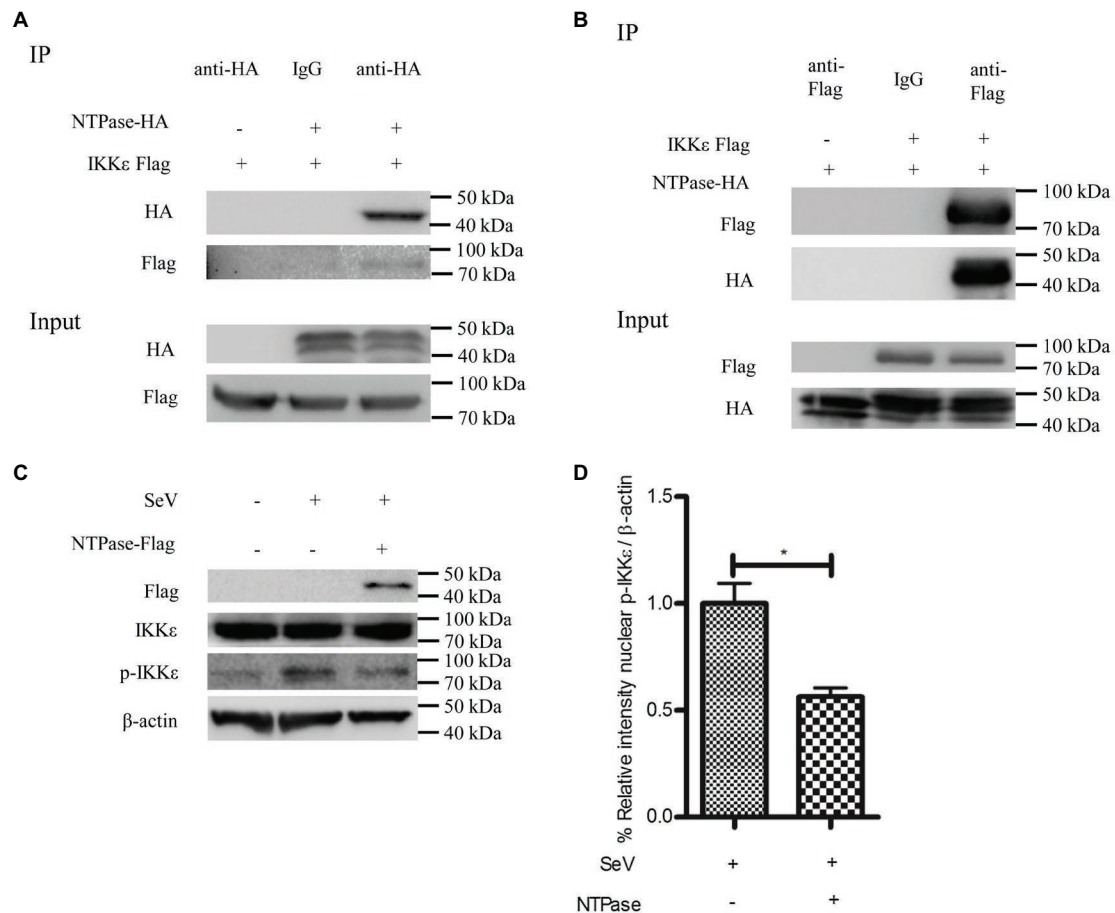 A
IP
anti-HA IgG anti-HA
NTPase-HA - + +
IKKε Flag + + +
HA 50 kDa
40 kDa
Flag 100 kDa
70 kDa
Input
HA 50 kDa
40 kDa
Flag 100 kDa
70 kDa
B
IP
anti-
Flag IgG anti-
Flag
IKKε Flag - + +
NTPase-HA + + +
Flag 100 kDa
70 kDa
HA 50 kDa
40 kDa
Input
Flag 100 kDa
70 kDa
HA 50 kDa
40 kDa
C
SeV - + +
NTPase-Flag - - +
Flag 50 kDa
40 kDa
IKKε 100 kDa
70 kDa
p-IKKε 100 kDa
70 kDa
β-actin 50 kDa
40 kDa
D
% Relative intensity nuclear p-IKKε/ β-actin
1.5
1.0
0.5
0.0
*
SeV + +
NTPase - +